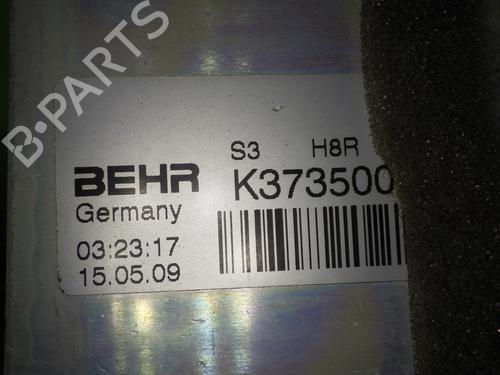 B-PARTS
S3 H8R
BEHR K373500
Germany
03:23:17
15.05.09